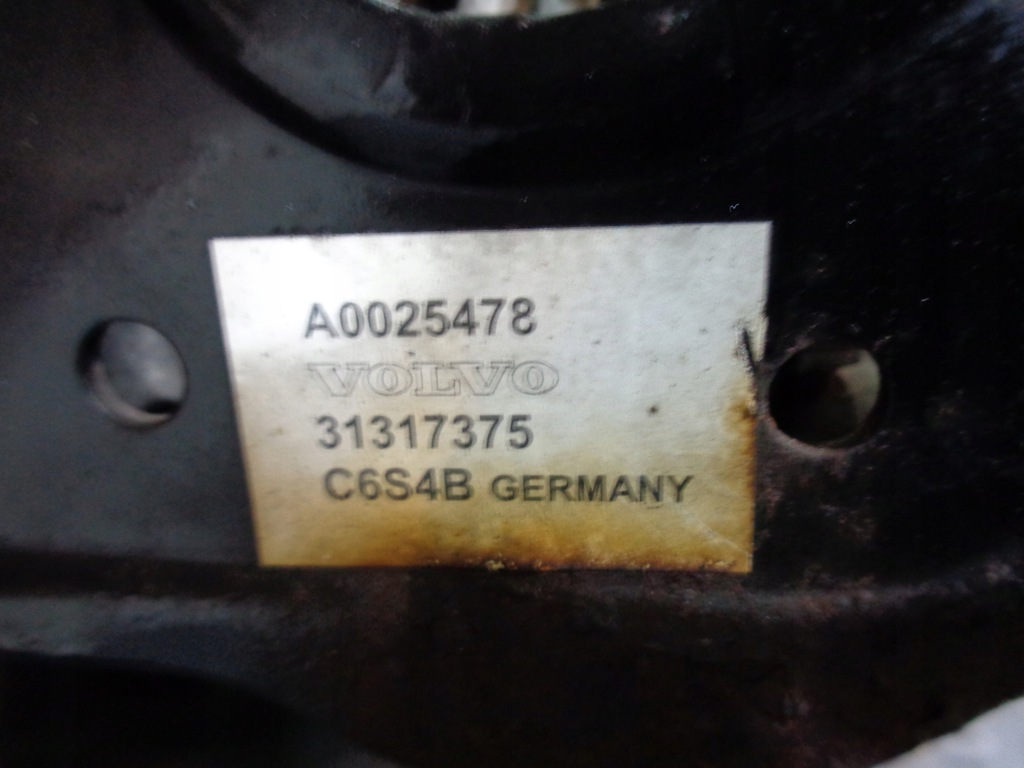 A0025478
VOLVO
31317375
C6S4B GERMANY